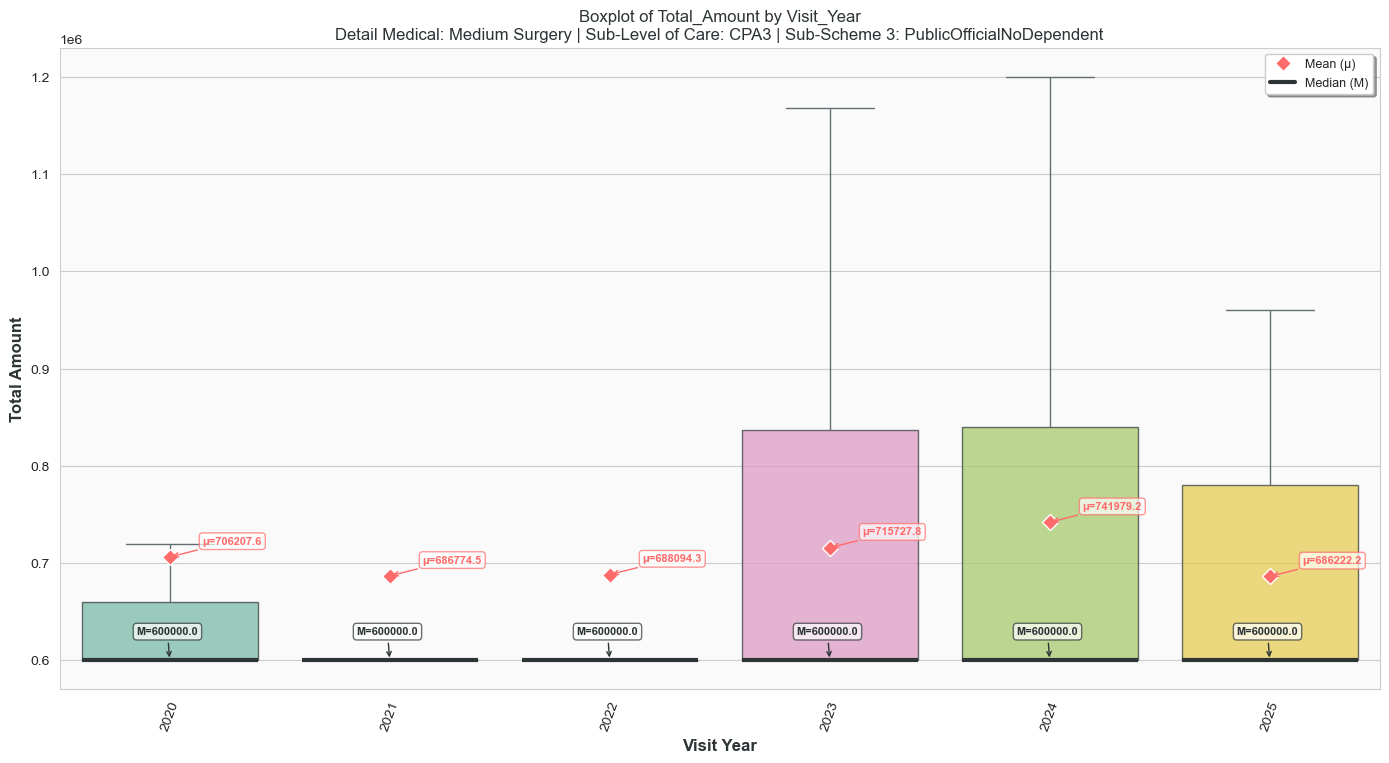 Boxplot of Total_Amount by Visit_Year
Detail Medical: Medium Surgery | Sub-Level of Care: CPA3 | Sub-Scheme 3: PublicOfficialNoDependent
1e6
Mean (μ)
Median (M)
1.2
1.1
1.0
0.9
0.8
0.7
0.6
Total Amount
μ=706207.6
μ=686774.5
μ=688094.3
μ=715727.8
μ=741979.2
μ=686222.2
M=600000.0
M=600000.0
M=600000.0
M=600000.0
M=600000.0
M=600000.0
2020
2021
2022
2023
2024
2025
Visit Year